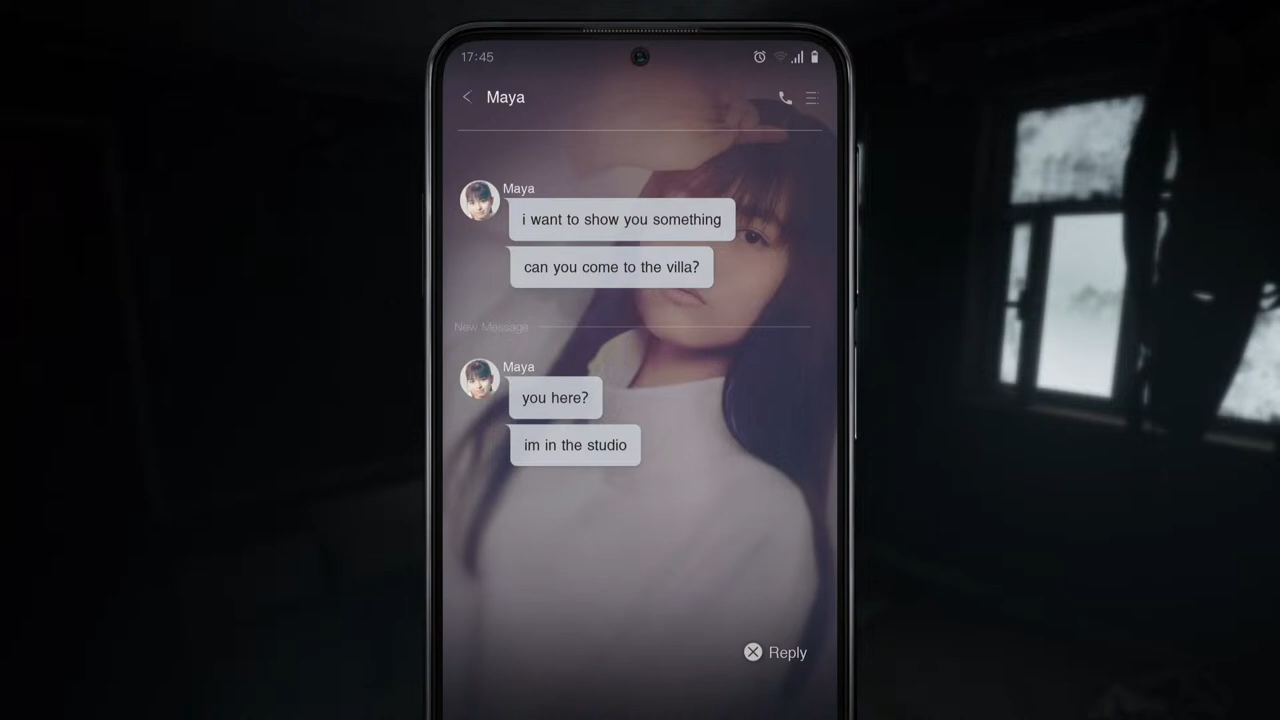 17:45
Maya
Maya
i want to show you something
can you come to the villa?
New Message
Maya
you here?
im in the studio
Reply